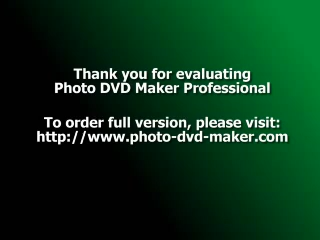 Thank you for evaluating
Photo DVD Maker Professional
To order full version, please visit:
http://www.photo-dvd-maker.com